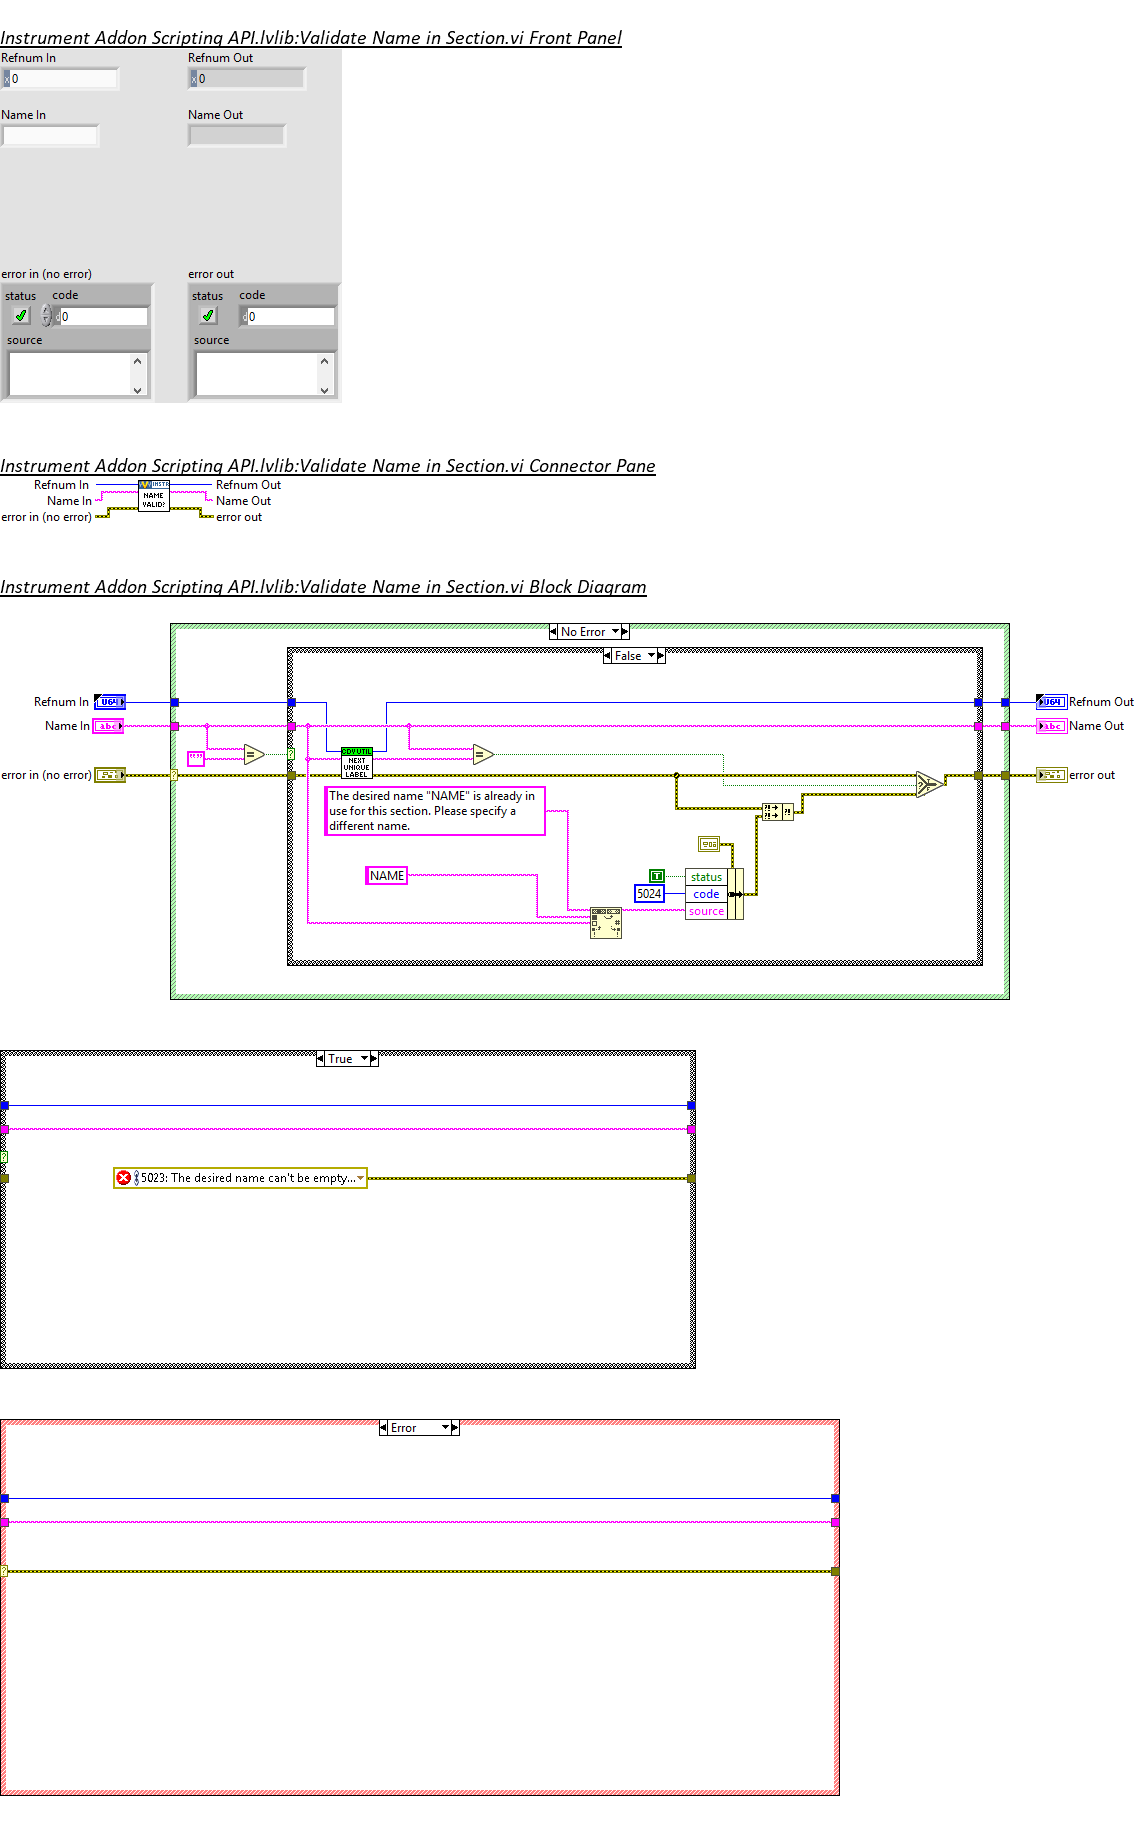 Instrument Addon Scripting API.lvlib:Validate Name in Section.vi Front Panel
Refnum In
Refnum Out
x 0
x 0
Name In
Name Out
error in (no error)
error out
status code
status code
d 0
d 0
source
source
Instrument Addon Scripting API.lvlib:Validate Name in Section.vi Connector Pane
Refnum In
INSTR
Refnum Out
Name In
NAME
VALID?
Name Out
error in (no error)
error out
Instrument Addon Scripting API.lvlib:Validate Name in Section.vi Block Diagram
No Error
False
Refnum In
U64
U64
Refnum Out
Name In
abc
abc
Name Out
""
=
=
?
error in (no error)
?
error out
NEXT
UNIQUE
LABEL
T
?
F
The desired name "NAME" is already in
use for this section. Please specify a
different name.
NAME
T
status
5024
code
source
True
?
5023: The desired name can't be empty...
Error
?